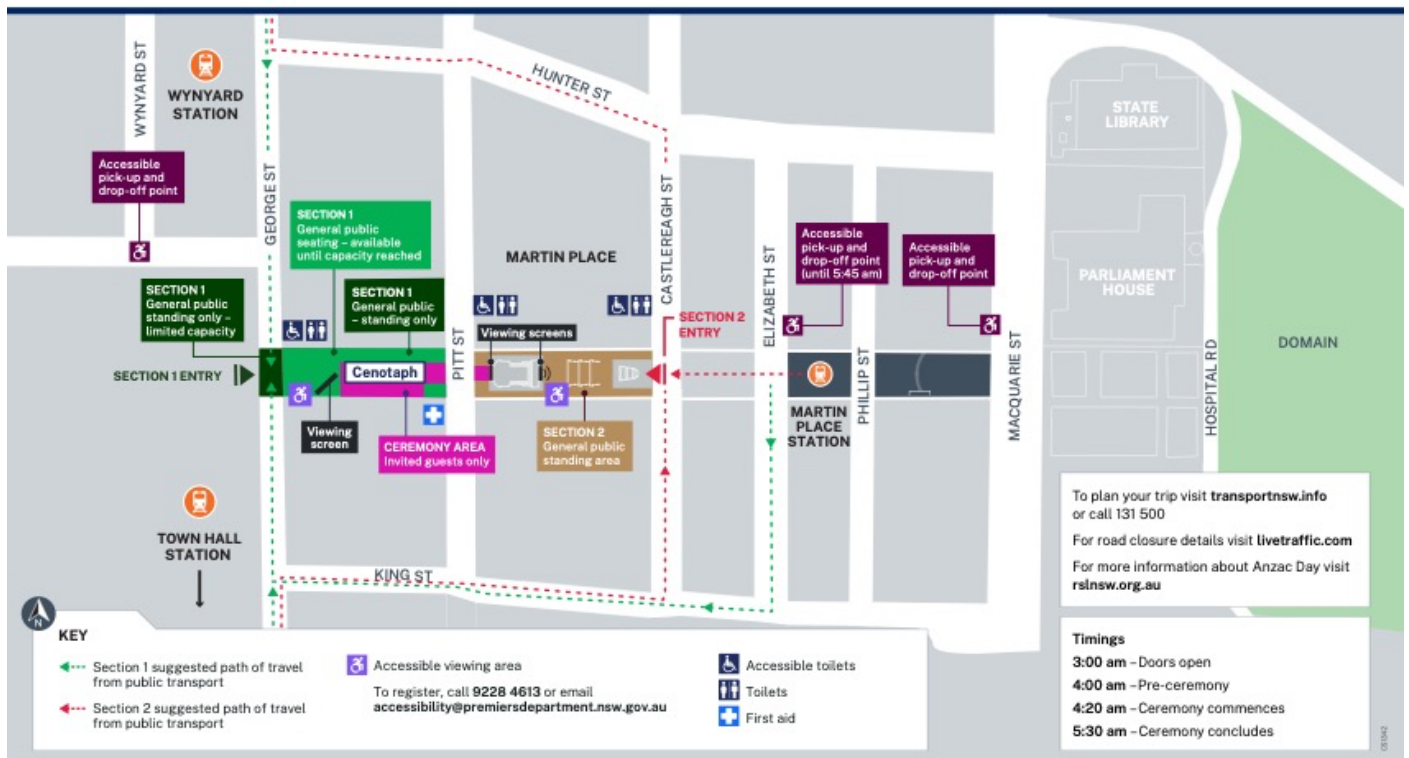 WYNYARD ST
WYNYARD
STATION
GEORGE ST
HUNTER ST
STATE
LIBRARY
Accessible
pick-up and
drop-off point
SECTION 1
General public
seating – available
until capacity reached
MARTIN PLACE
CASTLEREAGH ST
ELIZABETH ST
Accessible
pick-up and
drop-off point
(until 5:45 am)
Accessible
pick-up and
drop-off point
PARLIAMENT
HOUSE
SECTION 1
General public
standing only –
limited capacity
SECTION 1
General public
– standing only
PITT ST
Viewing screens
SECTION 2
ENTRY
DOMAIN
SECTION 1 ENTRY
Cenotaph
MARTIN
PLACE
STATION
PHILLIP ST
MACQUARIE ST
HOSPITAL RD
Viewing
screen
CEREMONY AREA
Invited guests only
SECTION 2
General public
standing area
TOWN HALL
STATION
KING ST
To plan your trip visit transportnsw.info
or call 131 500
For road closure details visit livetraffic.com
For more information about Anzac Day visit
rslnsw.org.au
N
KEY
Section 1 suggested path of travel
from public transport
Section 2 suggested path of travel
from public transport
Accessible viewing area
To register, call 9228 4613 or email
accessibility@premiersdepartment.nsw.gov.au
Accessible toilets
Toilets
First aid
Timings
3:00 am – Doors open
4:00 am – Pre-ceremony
4:20 am – Ceremony commences
5:30 am – Ceremony concludes